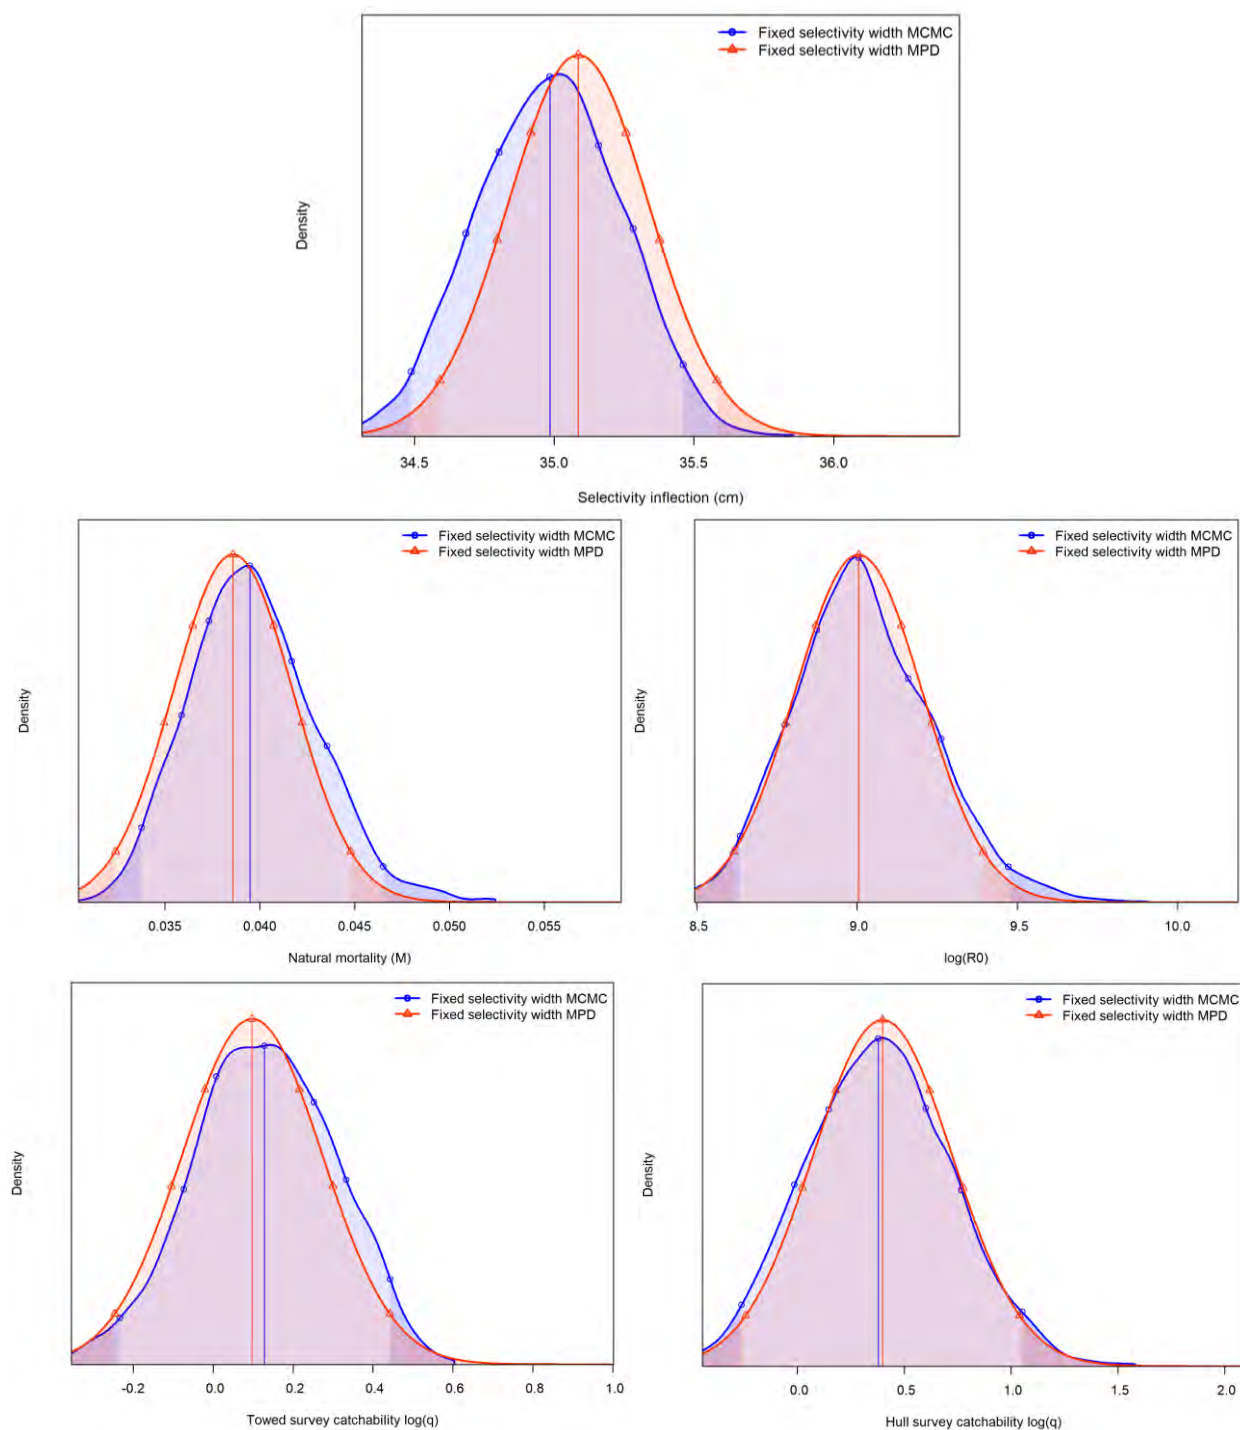 Fixed selectivity width MCMC
Fixed selectivity width MPD
Density
34.5 35.0 35.5 36.0
Selectivity inflection (cm)
Fixed selectivity width MCMC
Fixed selectivity width MPD
Density
0.035 0.040 0.045 0.050 0.055
Natural mortality (M)
Fixed selectivity width MCMC
Fixed selectivity width MPD
Density
8.5 9.0 9.5 10.0
log(R0)
Fixed selectivity width MCMC
Fixed selectivity width MPD
Density
-0.2 0.0 0.2 0.4 0.6 0.8 1.0
Towed survey catchability log(q)
Fixed selectivity width MCMC
Fixed selectivity width MPD
Density
0.0 0.5 1.0 1.5 2.0
Hull survey catchability log(q)